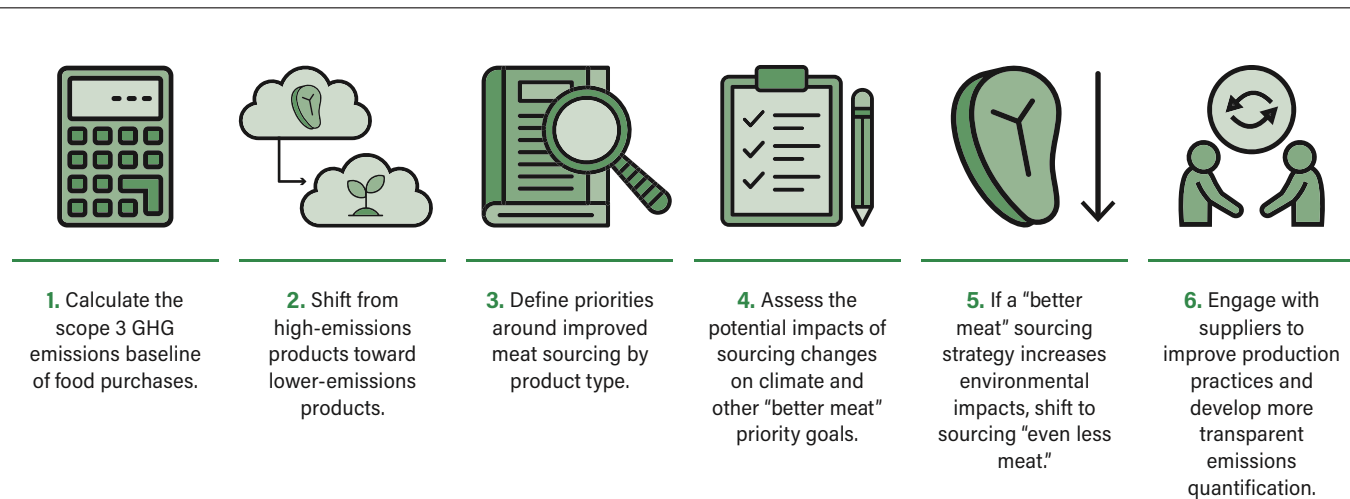 1. Calculate the
scope 3 GHG
emissions baseline
of food purchases.
2. Shift from
high-emissions
products toward
lower-emissions
products.
3. Define priorities
around improved
meat sourcing by
product type.
4. Assess the
potential impacts of
sourcing changes
on climate and
other “better meat”
priority goals.
5. If a “better
meat” sourcing
strategy increases
environmental
impacts, shift to
sourcing “even less
meat.”
6. Engage with
suppliers to
improve production
practices and
develop more
transparent
emissions
quantification.